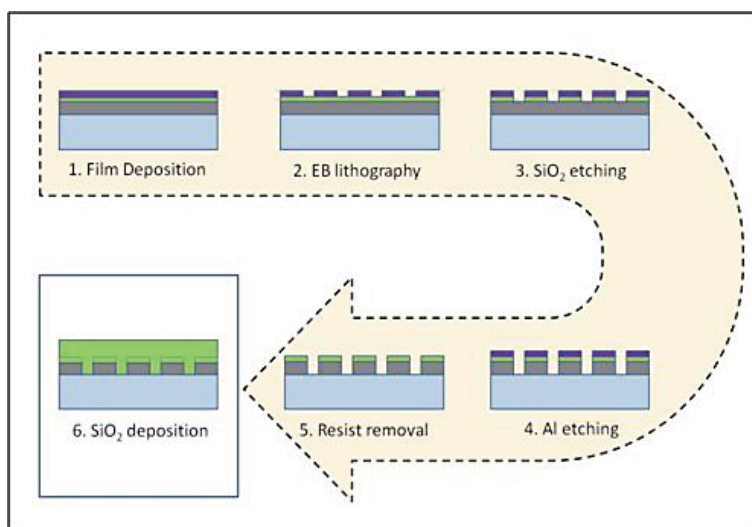 1. Film Deposition
2. EB lithography
3. SiO₂ etching
4. Al etching
5. Resist removal
6. SiO₂ deposition